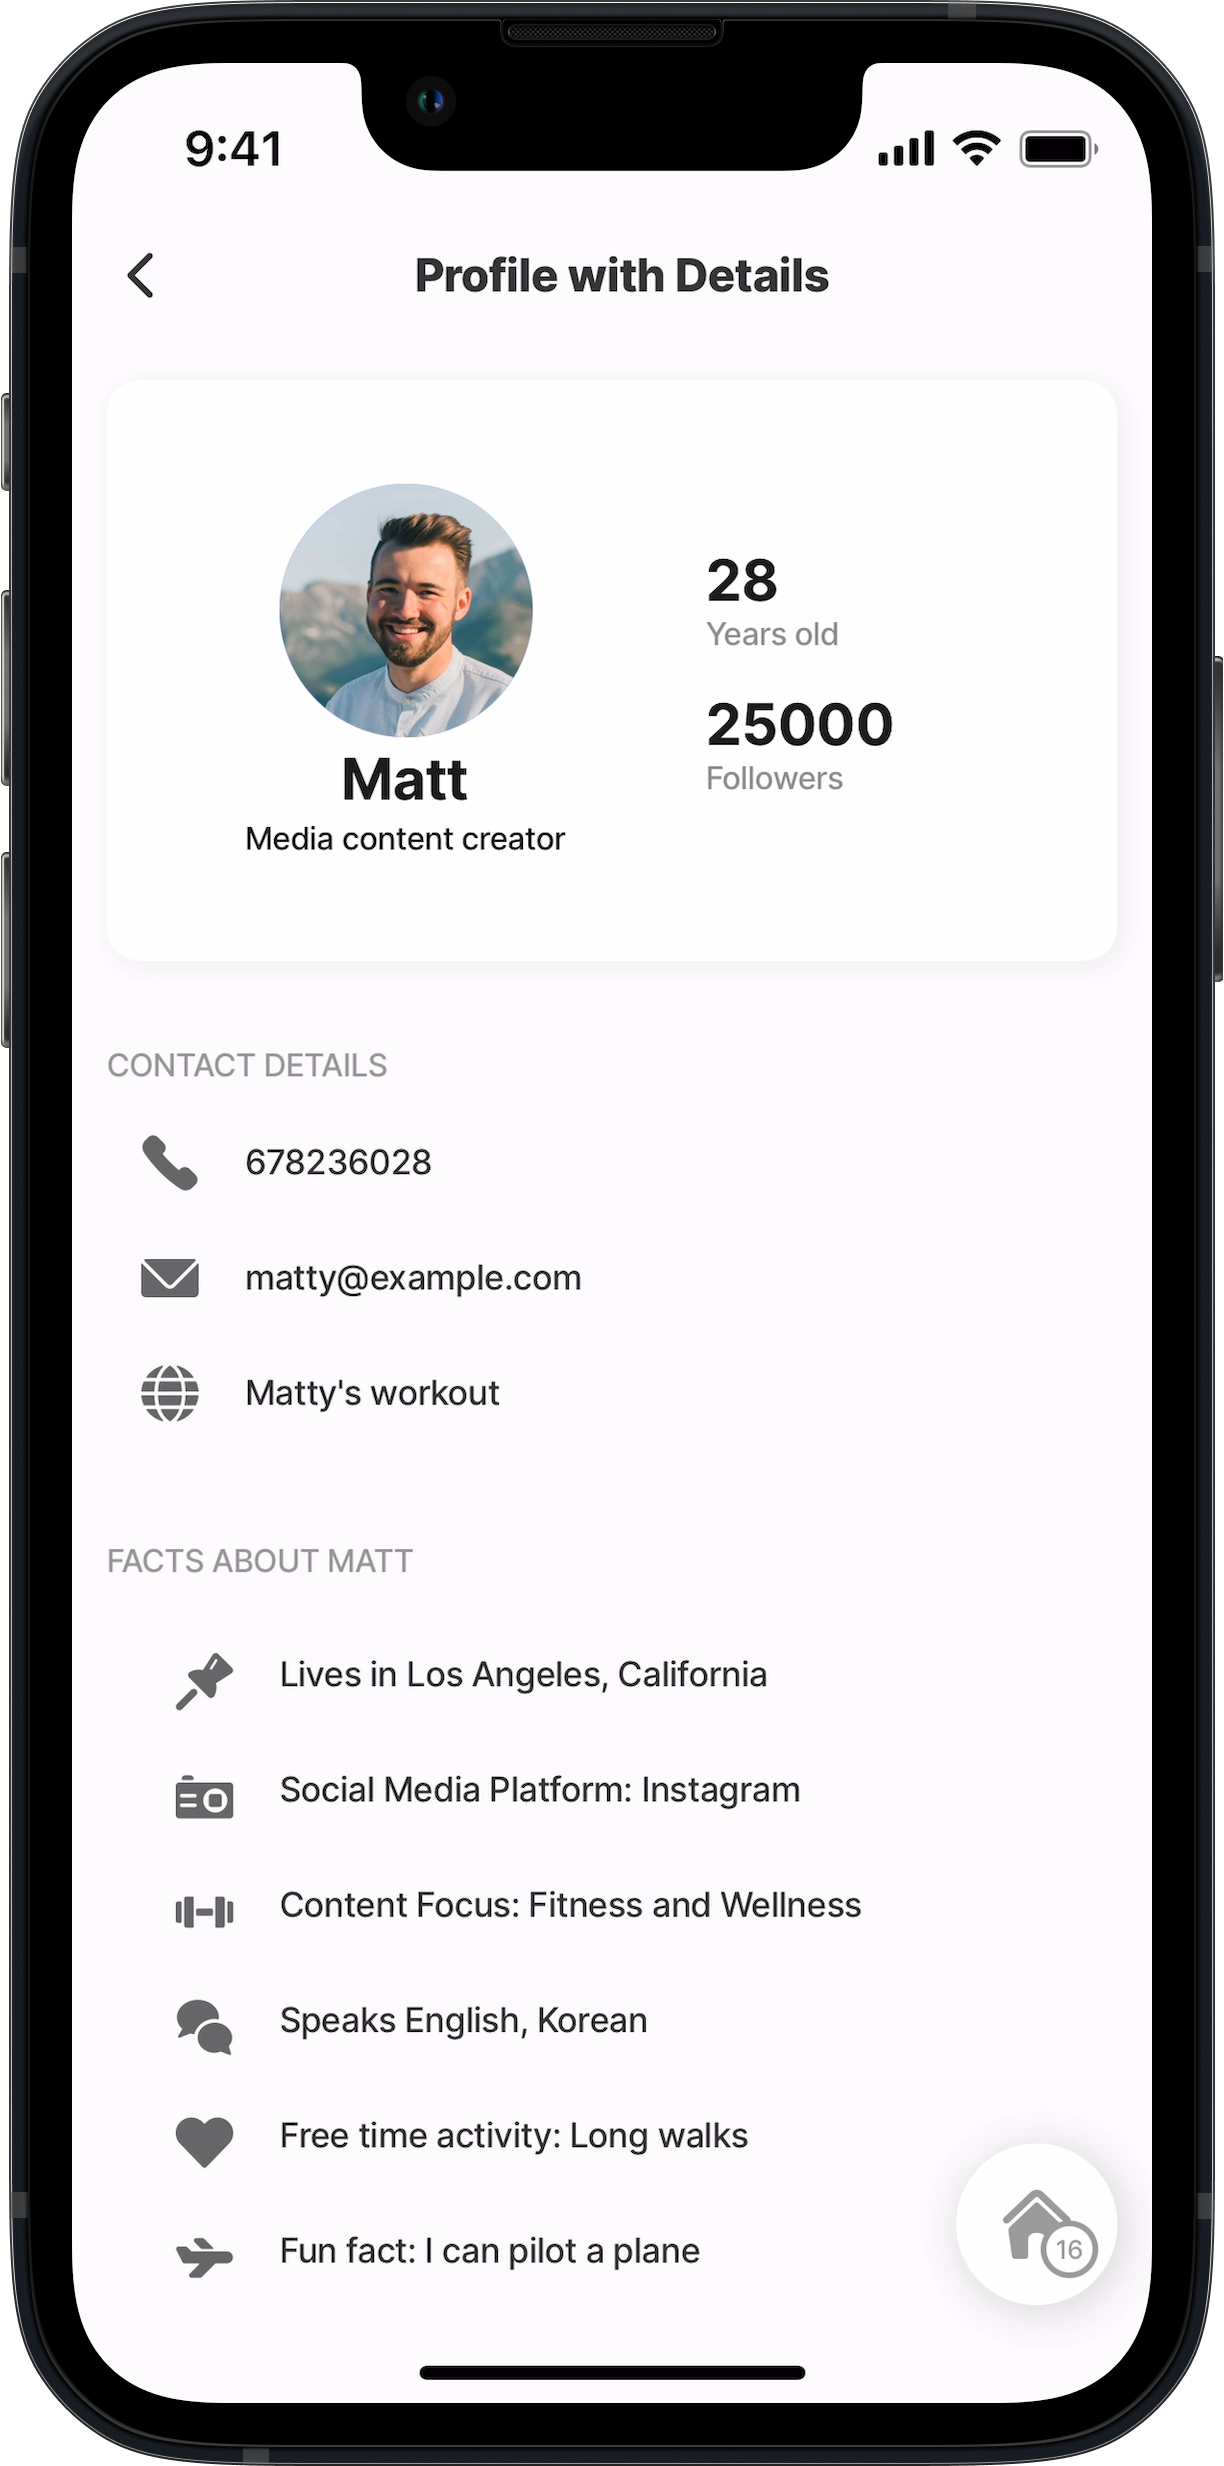 9:41
Profile with Details
Matt
Media content creator
28
Years old
25000
Followers
CONTACT DETAILS
678236028
matty@example.com
Matty's workout
FACTS ABOUT MATT
Lives in Los Angeles, California
Social Media Platform: Instagram
Content Focus: Fitness and Wellness
Speaks English, Korean
Free time activity: Long walks
Fun fact: I can pilot a plane
16